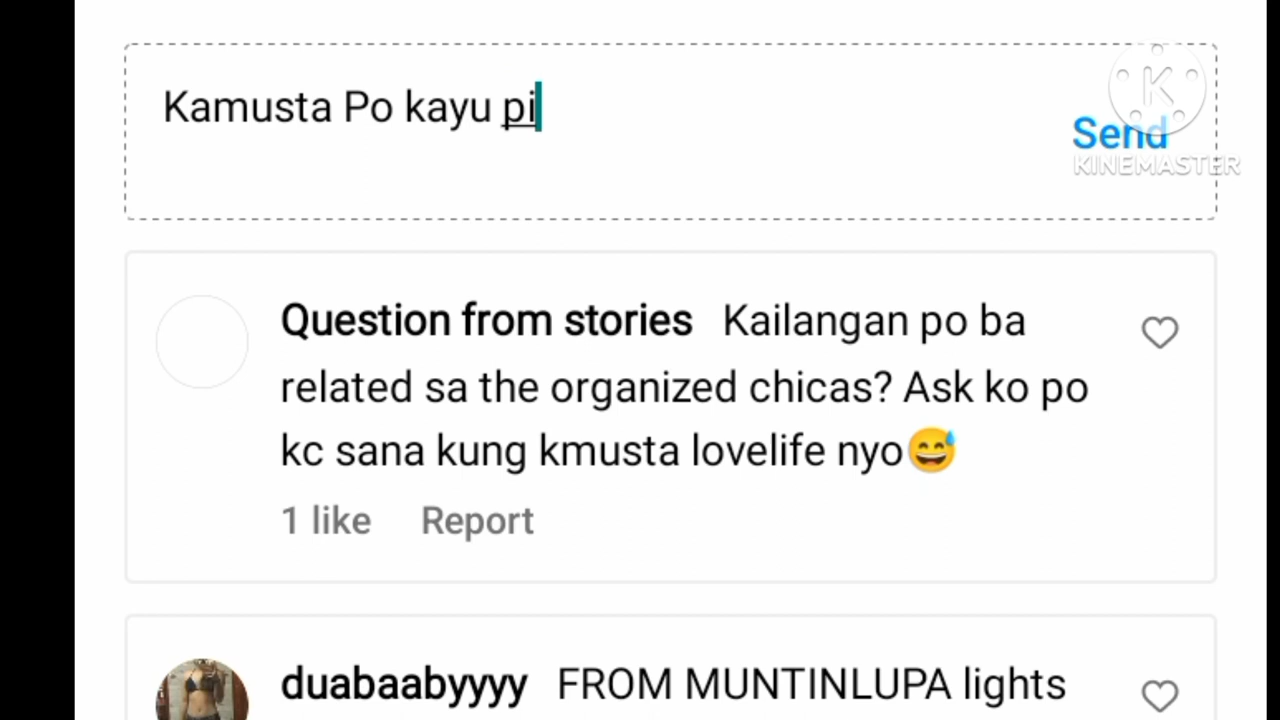 Kamusta Po kayu pi
Send
KINEMASTER
Question from stories Kailangan po ba
related sa the organized chicas? Ask ko po
kc sana kung kmusta lovelife nyo😅
1 like Report
duabaabyyyy FROM MUNTINLUPA lights